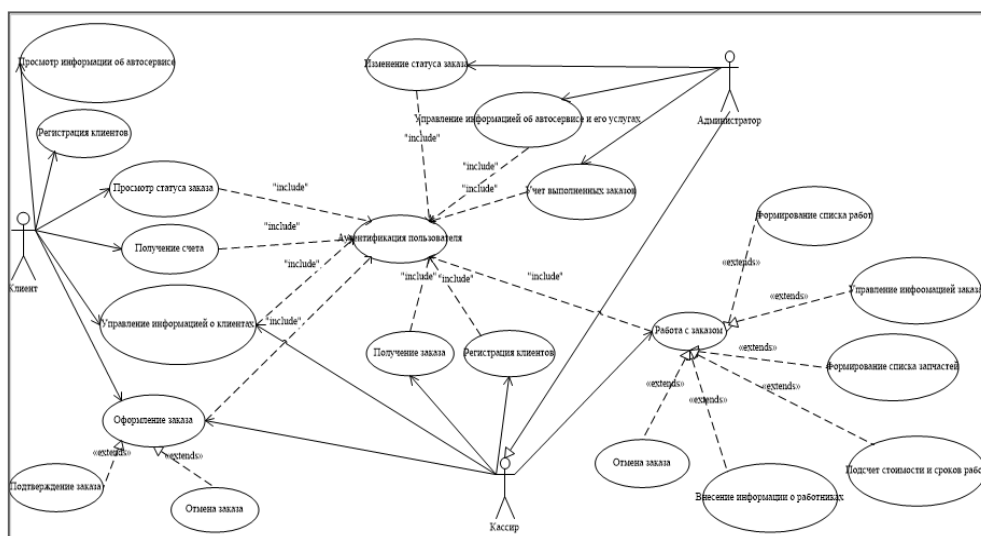 Просмотр информации об автосервисе
Изменение статуса заказа
Администратор
Управление информацией об автосервисе и его услугах
Регистрация клиентов
"include"
"include"
Просмотр статуса заказа
"include"
"include"
Учет выполненных заказов
Формирование списка работ
Клиент
Получение счета
"include"
Аутентификация пользователя
"include"
"include"
"include"
"include"
«extends»
Управление инфоомацией заказа
«extends»
Управление информацией о клиентах
"include"
Работа с заказом
Получение заказа
Регистрация клиентов
«extends»
Формирование списка запчастей
«extends»
«extends»
«extends»
Оформление заказа
«extends»
«extends»
Отмена заказа
Подсчет стоимости и сроков рабо
Подтверждение заказа
Внесение информации о работниках
Отмена заказа
Кассир